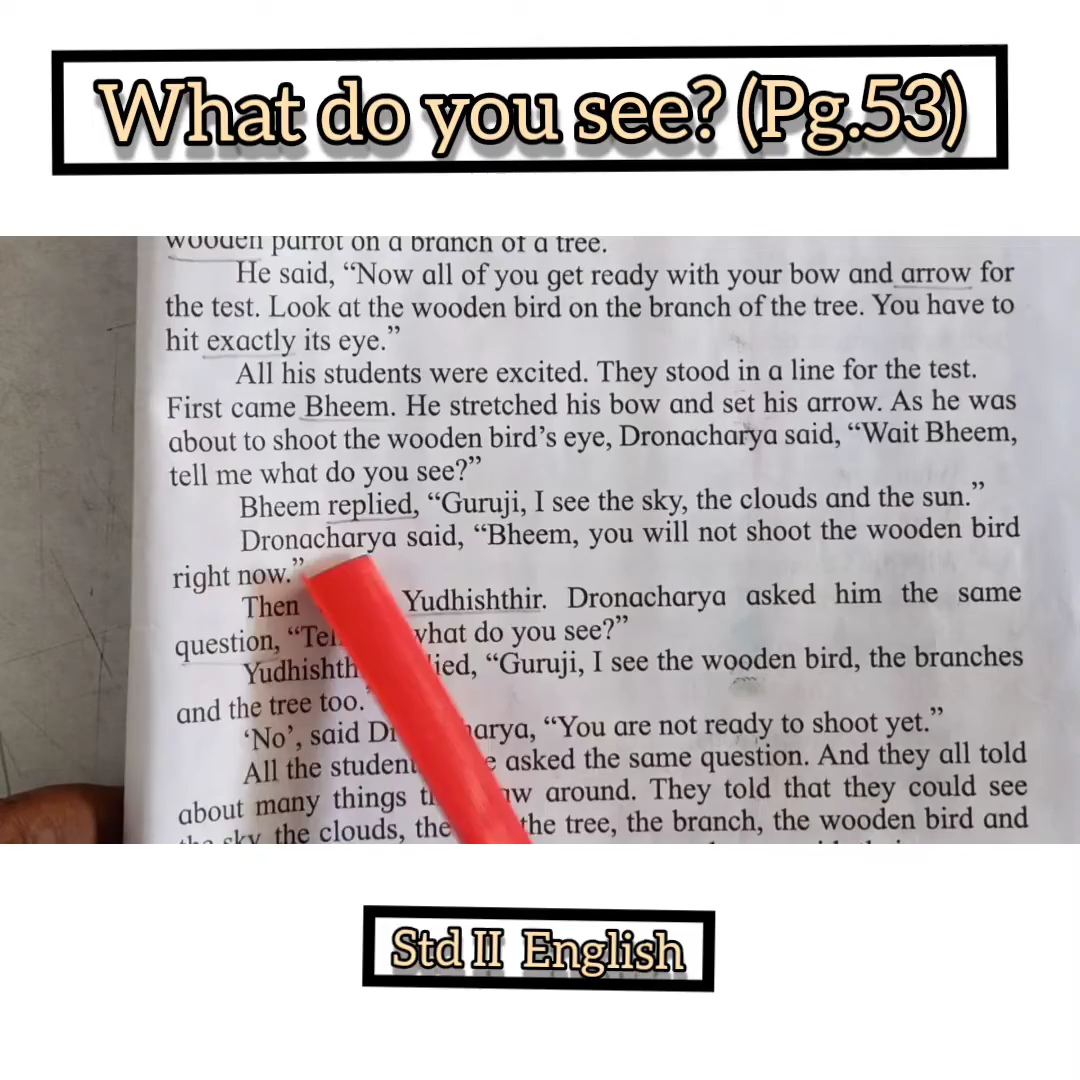 What do you see? (Pg.53)
wooden parrot on a branch of a tree.
He said, “Now all of you get ready with your bow and arrow for
the test. Look at the wooden bird on the branch of the tree. You have to
hit exactly its eye.”
All his students were excited. They stood in a line for the test.
First came Bheem. He stretched his bow and set his arrow. As he was
about to shoot the wooden bird’s eye, Dronacharya said, “Wait Bheem,
tell me what do you see?”
Bheem replied, “Guruji, I see the sky, the clouds and the sun.”
Dronacharya said, “Bheem, you will not shoot the wooden bird
right now.”
Then Yudhishthir. Dronacharya asked him the same
question, what do you see?”
“Guruji, I see the wooden bird, the branches
and the tree too.
‘No’, said “You are not ready to shoot yet.”
All the asked the same question. And they all told
about many things around. They told that they could see
sky the clouds, the the tree, the branch, the wooden bird and
Std II English